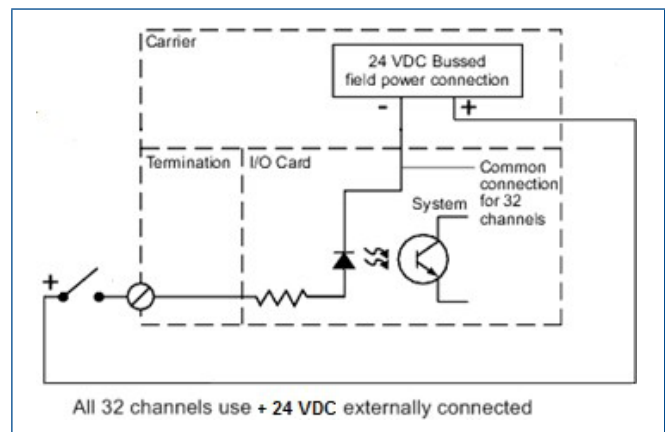 Carrier
24 VDC Bussed
field power connection
- +
Termination
I/O Card
Common
connection
for 32
channels
System
+
All 32 channels use + 24 VDC externally connected